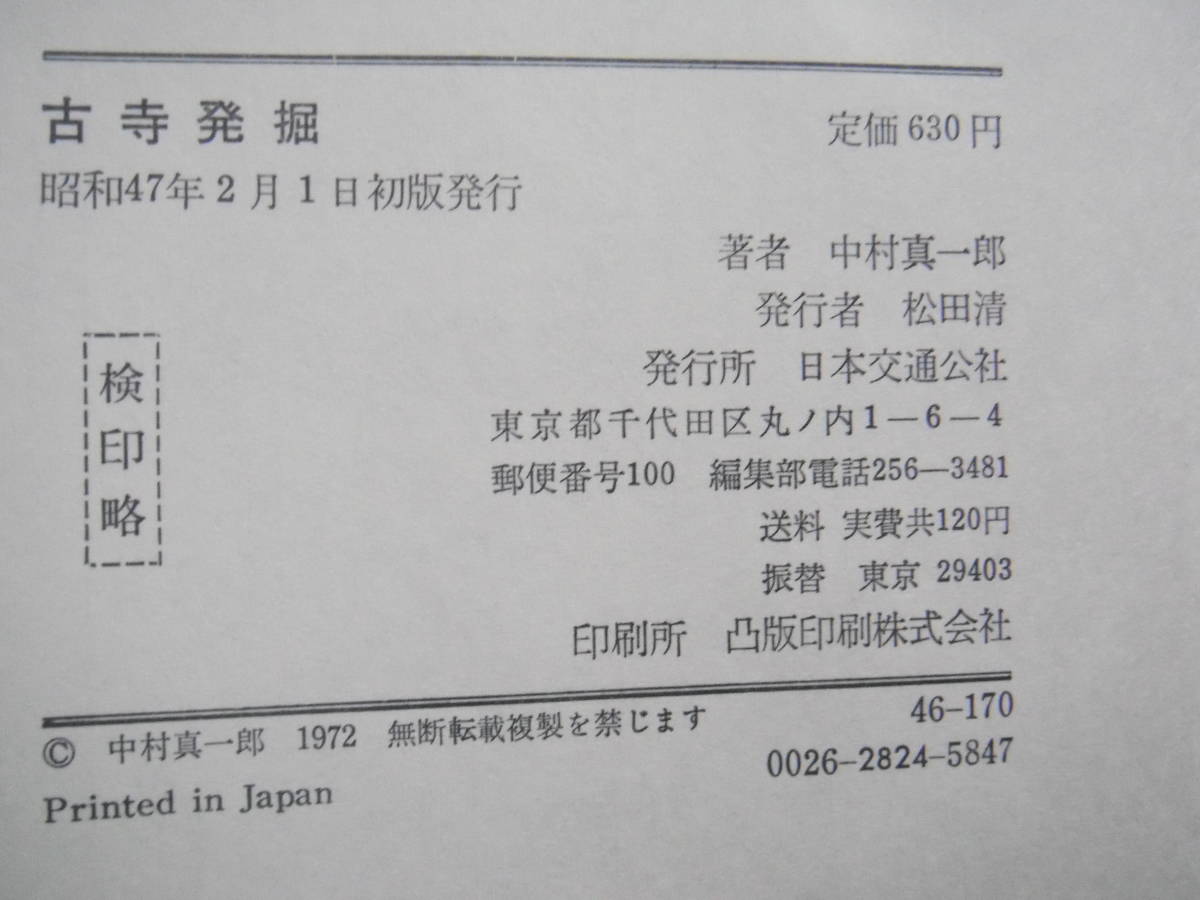 古寺発掘
定価630円
昭和47年2月1日初版発行
著者 中村真一郎
発行者 松田清
発行所 日本交通公社
東京都千代田区丸ノ内1－6－4
郵便番号100 編集部電話256—3481
送料 実費共120円
振替 東京 29403
印刷所 凸版印刷株式会社
検印略
© 中村真一郎 1972 無断転載複製を禁じます
46-170
Printed in Japan
0026-2824-5847